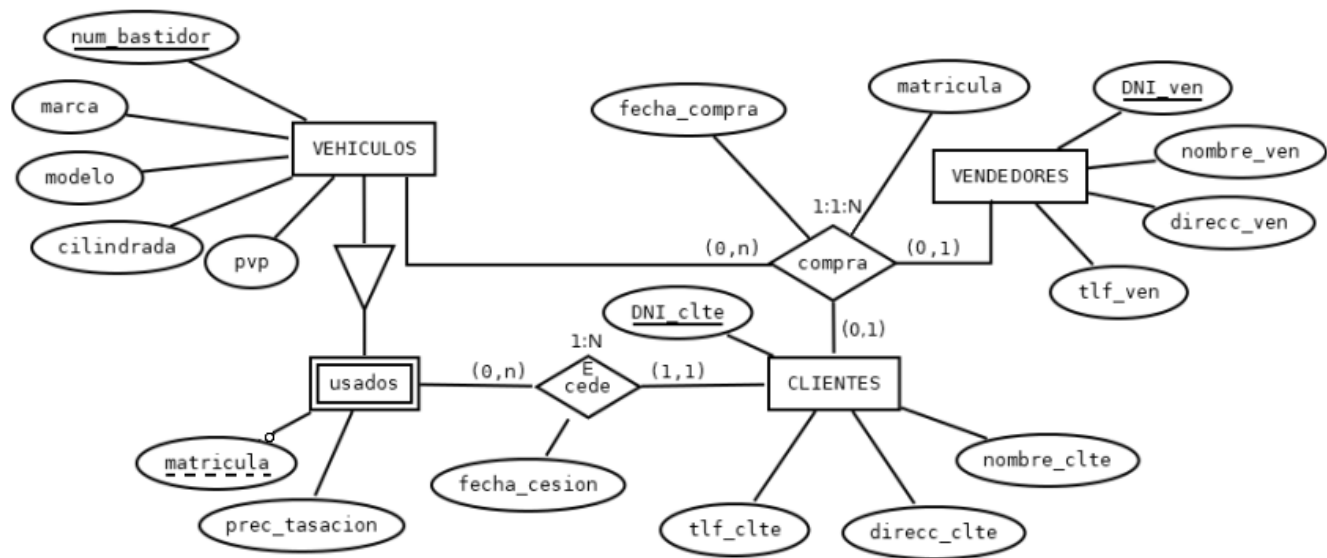 num_bastidor
marca
modelo
cilindrada
pvp
VEHICULOS
fecha_compra
matricula
DNI_ven
nombre_ven
direcc_ven
tlf_ven
VENDEDORES
1:1:N
(0,n)
compra
(0,1)
(0,1)
DNI_clte
1:N
usados
(0,n)
E
cede
(1,1)
CLIENTES
matricula
prec_tasacion
fecha_cesion
tlf_clte
direcc_clte
nombre_clte